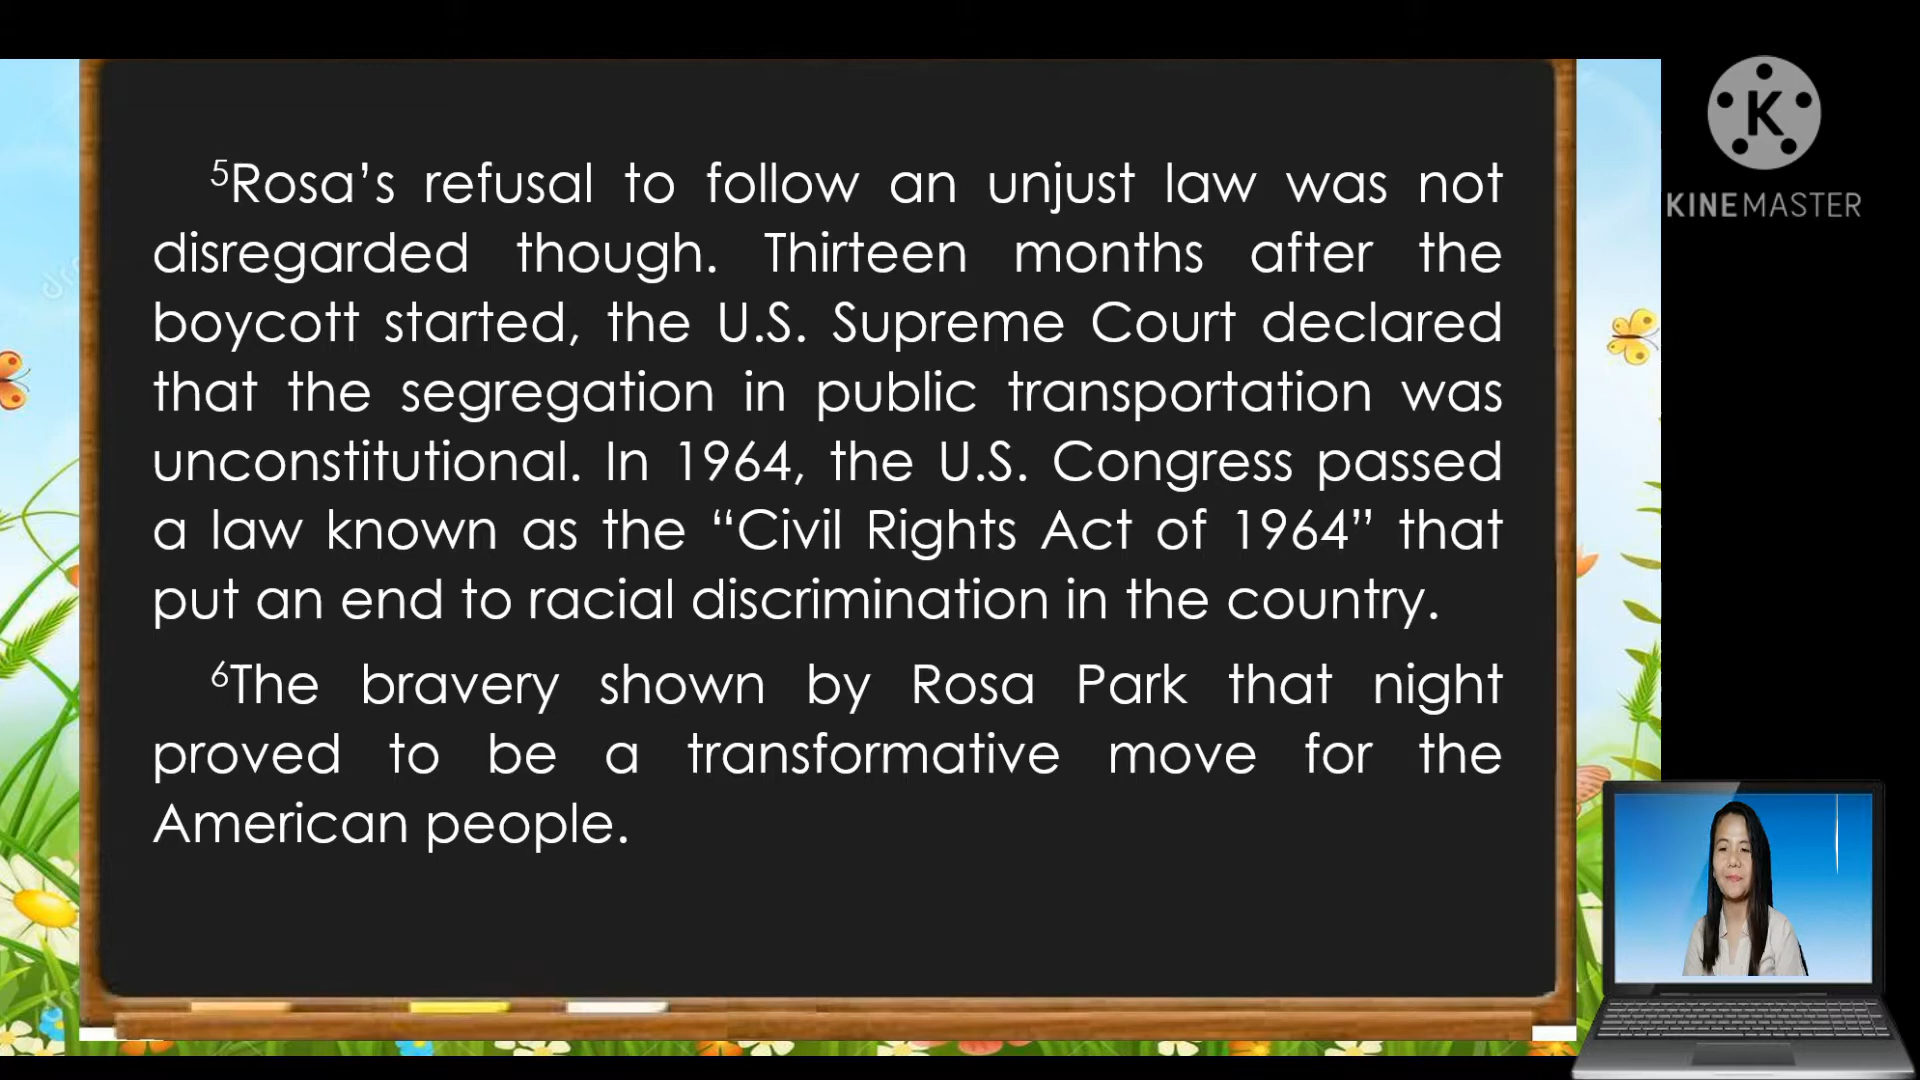 ⁵Rosa’s refusal to follow an unjust law was not
disregarded though. Thirteen months after the
boycott started, the U.S. Supreme Court declared
that the segregation in public transportation was
unconstitutional. In 1964, the U.S. Congress passed
a law known as the “Civil Rights Act of 1964” that
put an end to racial discrimination in the country.
⁶The bravery shown by Rosa Park that night
proved to be a transformative move for the
American people.
K
KINEMASTER